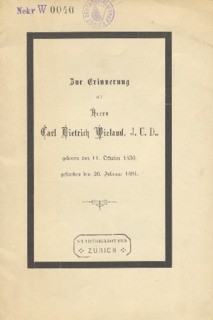 Nekr W 0040
Zur Erinnerung
an
Herrn
Carl Dietrich Wieland, J. U. D.,
geboren den 11. Oktober 1830,
gestorben den 26. Februar 1894.
ZÜRICH